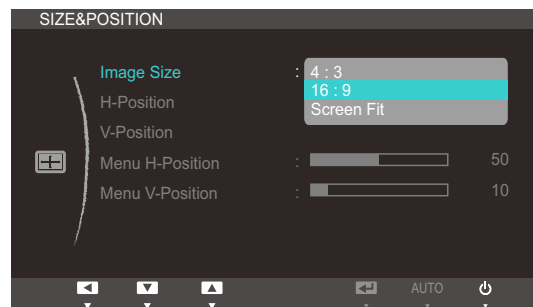 SIZE&POSITION
Image Size : 4 : 3
16 : 9
Screen Fit
H-Position
V-Position
Menu H-Position : 50
Menu V-Position : 10
AUTO